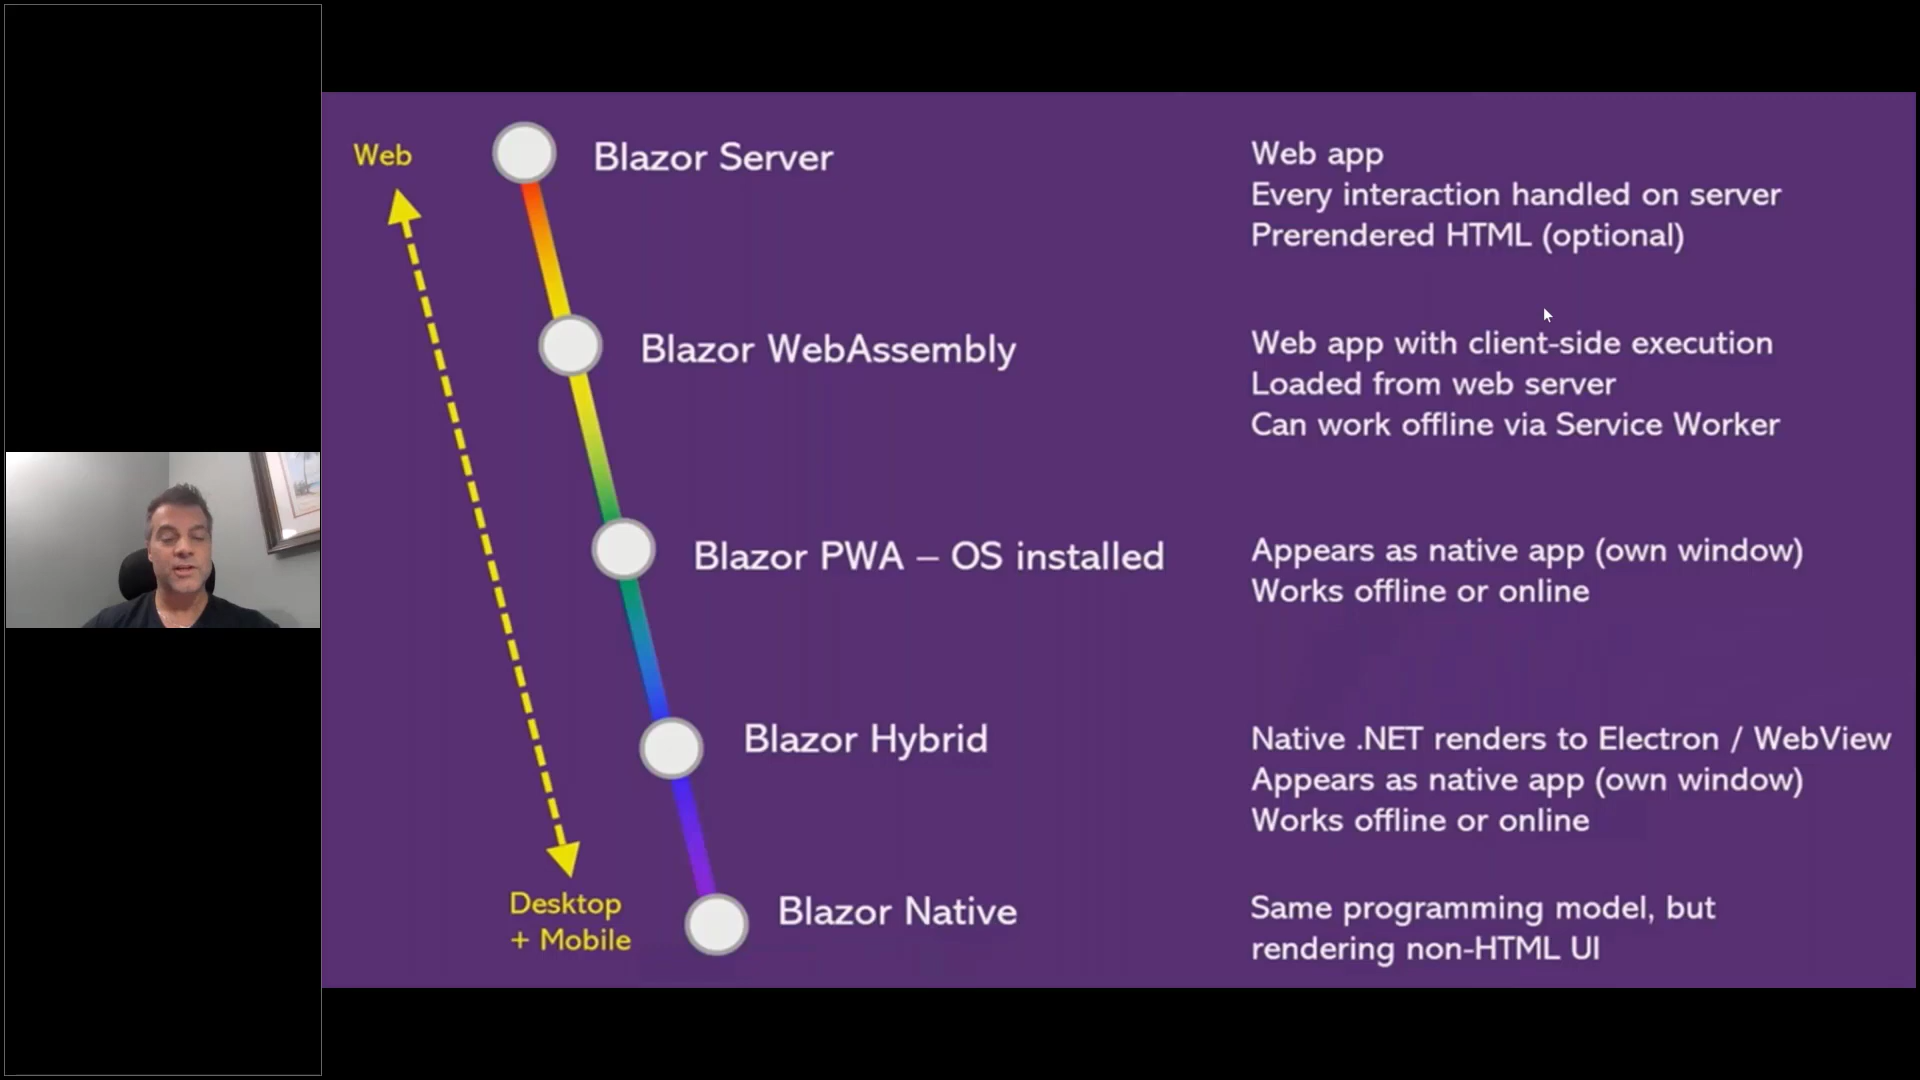 Web
Blazor Server
Web app
Every interaction handled on server
Prerendered HTML (optional)
Blazor WebAssembly
Web app with client-side execution
Loaded from web server
Can work offline via Service Worker
Blazor PWA – OS installed
Appears as native app (own window)
Works offline or online
Blazor Hybrid
Native .NET renders to Electron / WebView
Appears as native app (own window)
Works offline or online
Desktop
+ Mobile
Blazor Native
Same programming model, but
rendering non-HTML UI